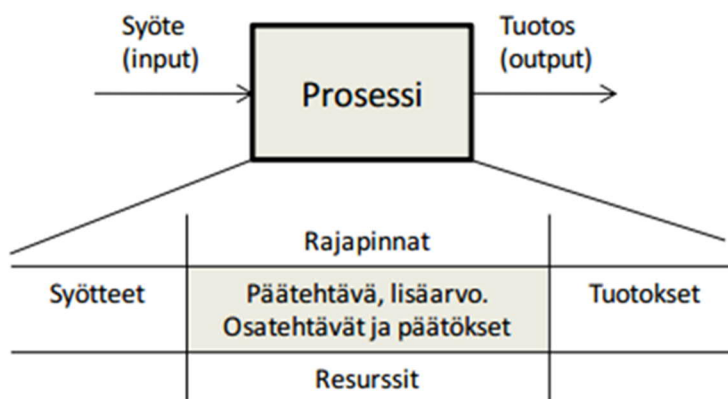 Syöte
(input)
Tuotos
(output)
Prosessi
Rajapinnat
Syötteet
Päätehtävä, lisäarvo.
Osatehtävät ja päätökset
Tuotokset
Resurssit